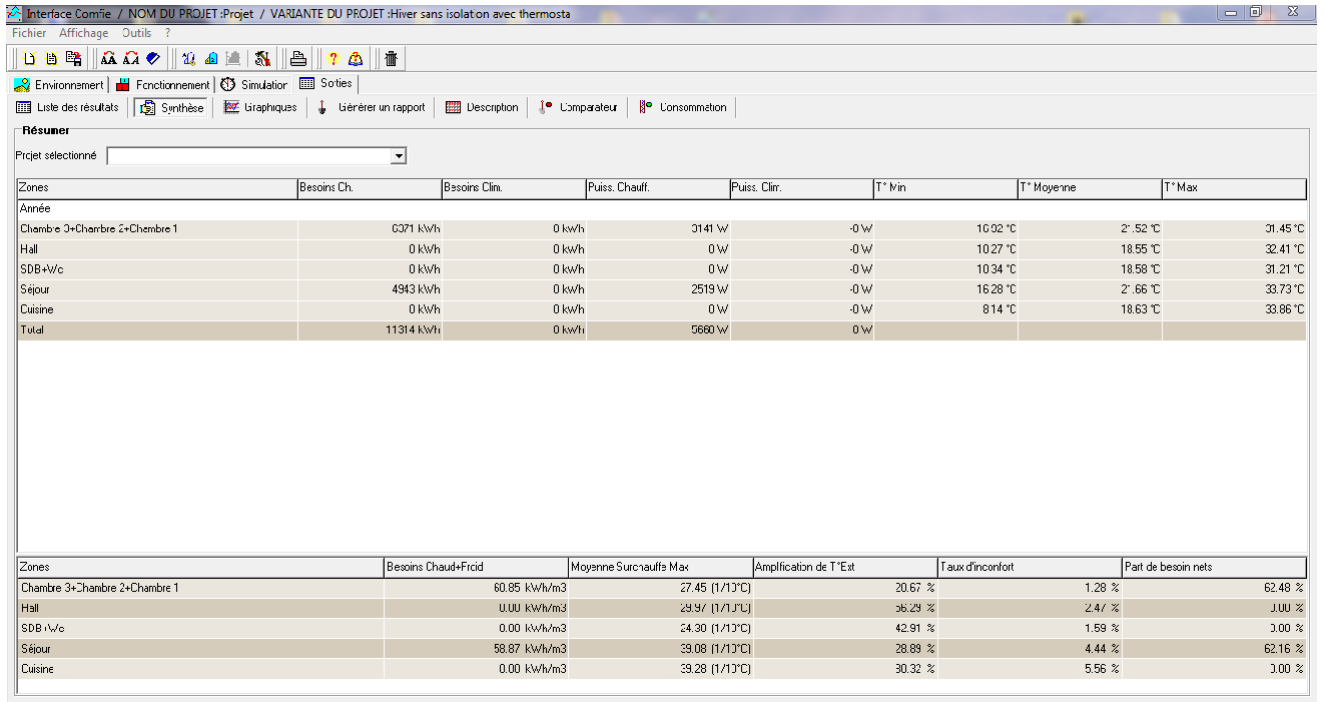 Interface Comfie / NOM DU PROJET :Projet / VARIANTE DU PROJET :Hiver sans isolation avec thermosta
Fichier Affichage Outils ?
Environnement Fonctionnement Simulation Sorties
Liste des résultats Synthèse Graphiques Générer un rapport Description Comparateur Consommation
Résumer
Projet sélectionné
Zones Besoins Ch. Besoins Clim. Puiss. Chauff. Puiss. Clim. T° Min T° Moyenne T° Max
Année
Chambre 3+Chambre 2+Chambre 1 6371 kWh 0 kWh 3141 W -0 W 16.92 °C 21.52 °C 31.45 °C
Hall 0 kWh 0 kWh 0 W -0 W 10.27 °C 18.55 °C 32.41 °C
SDB+Wc 0 kWh 0 kWh 0 W -0 W 10.34 °C 18.58 °C 31.21 °C
Séjour 4943 kWh 0 kWh 2519 W -0 W 16.28 °C 21.66 °C 33.73 °C
Cuisine 0 kWh 0 kWh 0 W -0 W 8.14 °C 18.63 °C 33.86 °C
Total 11314 kWh 0 kWh 5660 W 0 W
Zones Besoins Chaud+Froid Moyenne Surchauffe Max Amplification de T°Ext Taux d'inconfort Part de besoin nets
Chambre 3+Chambre 2+Chambre 1 60.85 kWh/m3 27.45 (1/10°C) 20.67 % 1.28 % 62.48 %
Hall 0.00 kWh/m3 29.97 (1/10°C) 56.29 % 2.47 % 0.00 %
SDB+Wc 0.00 kWh/m3 24.30 (1/10°C) 42.91 % 1.59 % 0.00 %
Séjour 58.87 kWh/m3 39.08 (1/10°C) 28.89 % 4.44 % 62.16 %
Cuisine 0.00 kWh/m3 39.28 (1/10°C) 5.56 % 0.00 %